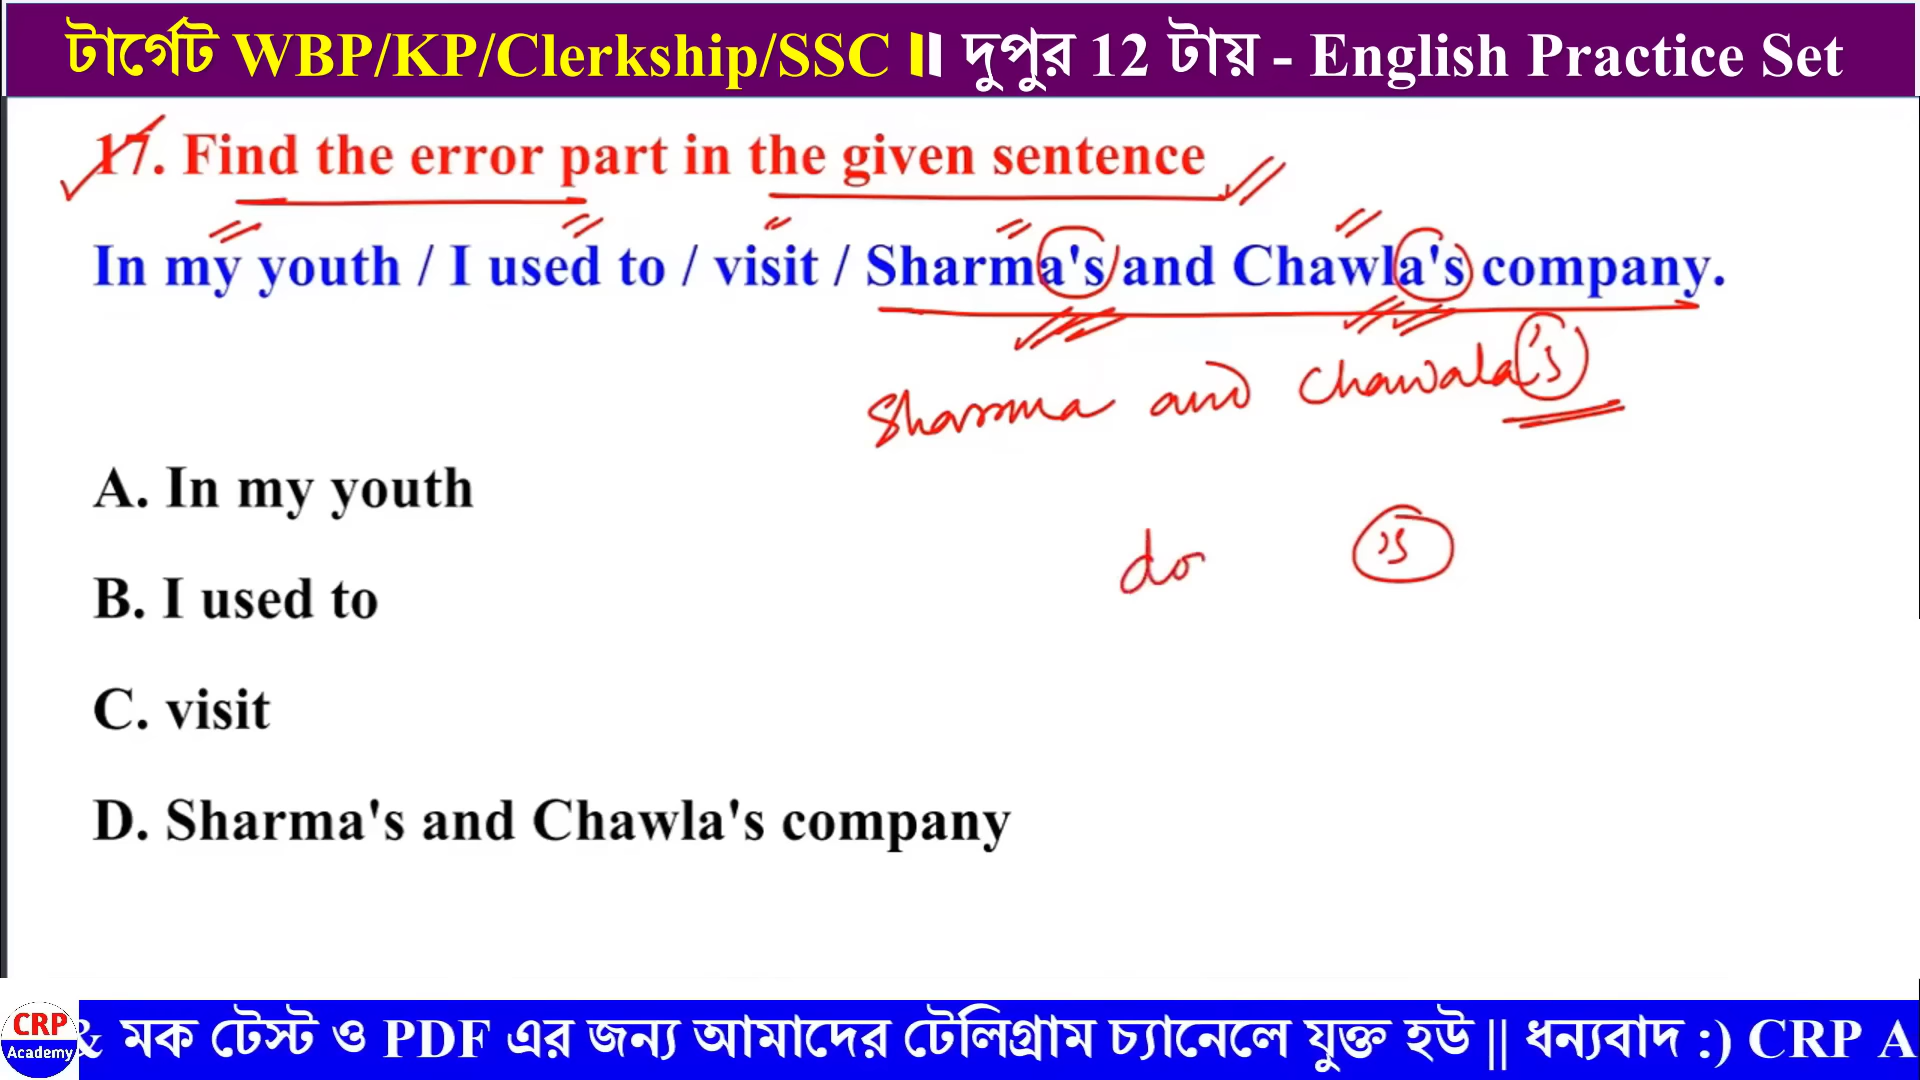 টার্গেট WBP/KP/Clerkship/SSC ॥ দুপুর 12 টায় - English Practice Set
17. Find the error part in the given sentence
In my youth / I used to / visit / Sharma's and Chawla's company.
Sharma and Chawala's
A. In my youth
do 's
B. I used to
C. visit
D. Sharma's and Chawla's company
CRP Academy
& মক টেস্ট ও PDF এর জন্য আমাদের টেলিগ্রাম চ্যানেলে যুক্ত হউ || ধন্যবাদ :) CRP A